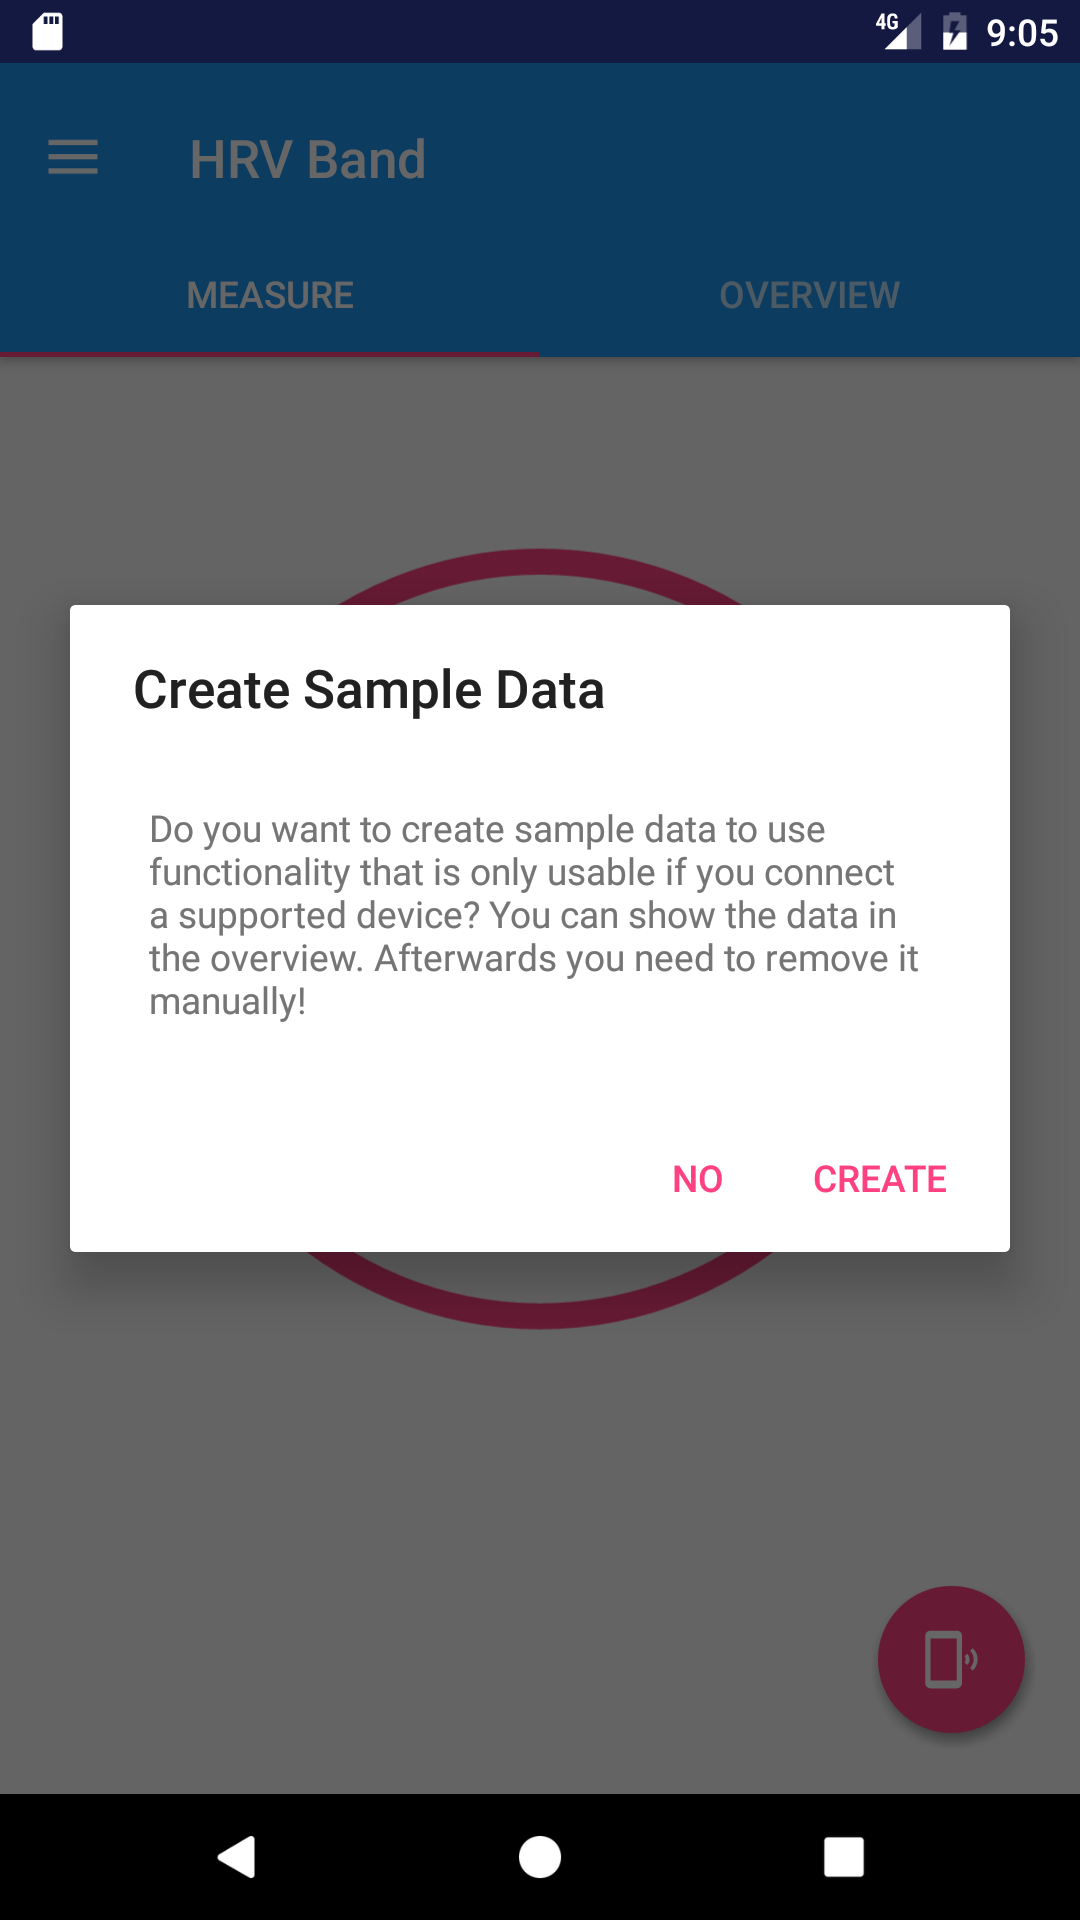 4G 9:05
HRV Band
MEASURE OVERVIEW
Create Sample Data
Do you want to create sample data to use
functionality that is only usable if you connect
a supported device? You can show the data in
the overview. Afterwards you need to remove it
manually!
NO CREATE